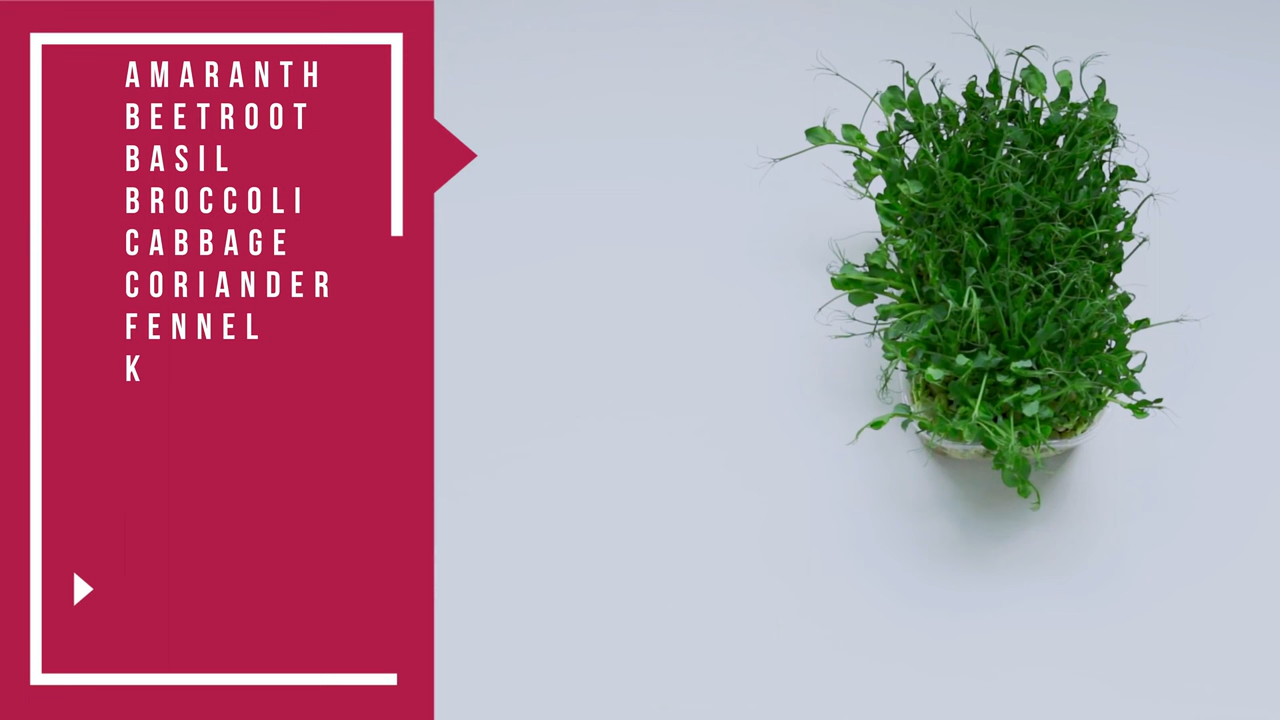 AMARANTH
BEETROOT
BASIL
BROCCOLI
CABBAGE
CORIANDER
FENNEL
K